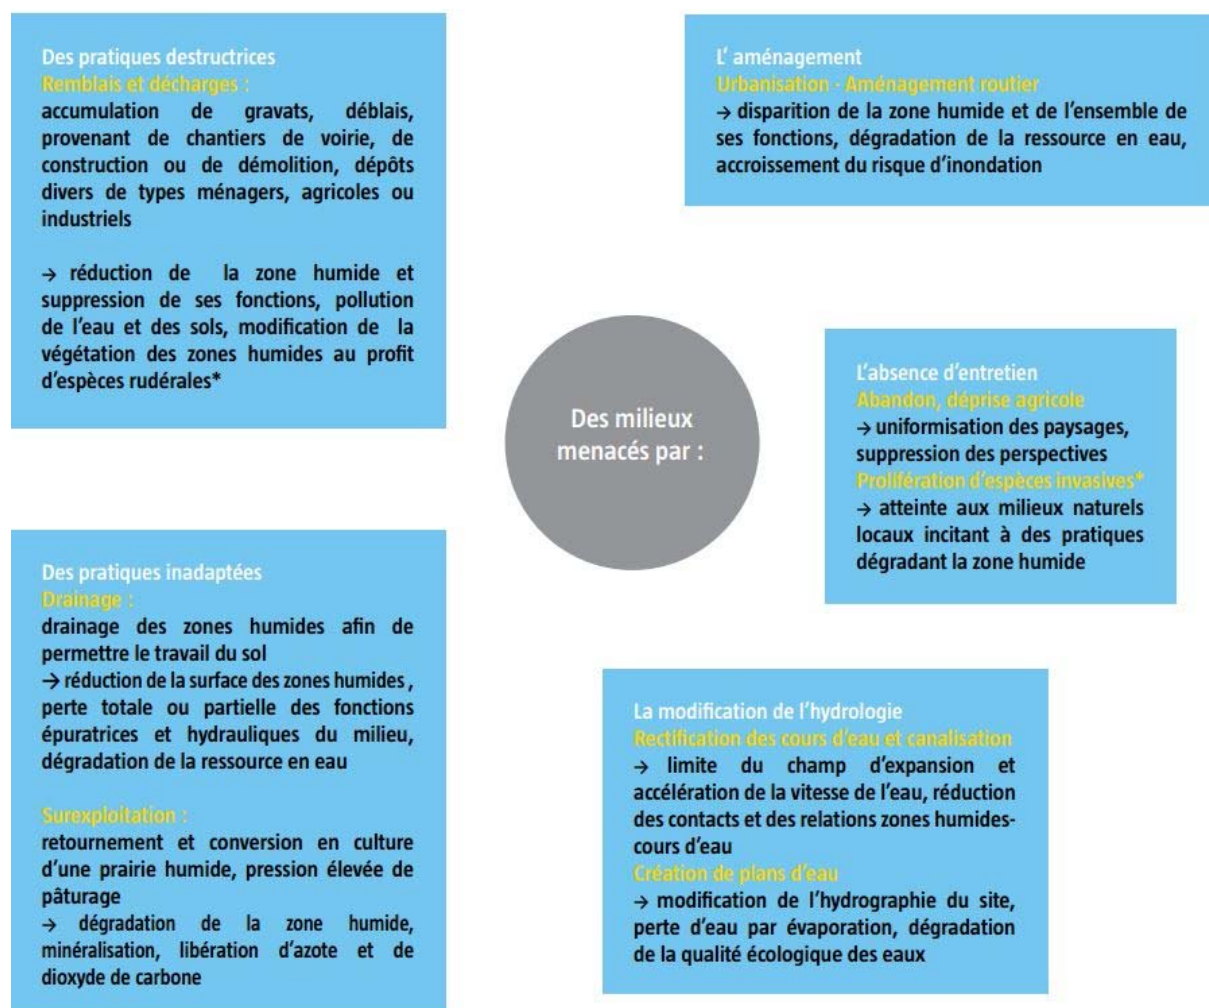 Des pratiques destructrices
Remblais et décharges :
accumulation de gravats, déblais,
provenant de chantiers de voirie, de
construction ou de démolition, dépôts
divers de types ménagers, agricoles ou
industriels
→ réduction de la zone humide et
suppression de ses fonctions, pollution
de l'eau et des sols, modification de la
végétation des zones humides au profit
d'espèces rudérales*
L' aménagement
Urbanisation - Aménagement routier
→ disparition de la zone humide et de l'ensemble de
ses fonctions, dégradation de la ressource en eau,
accroissement du risque d'inondation
Des milieux
menacés par :
L'absence d'entretien
Abandon, déprise agricole
→ uniformisation des paysages,
suppression des perspectives
Prolifération d'espèces invasives*
→ atteinte aux milieux naturels
locaux incitant à des pratiques
dégradant la zone humide
Des pratiques inadaptées
Drainage :
drainage des zones humides afin de
permettre le travail du sol
→ réduction de la surface des zones humides ,
perte totale ou partielle des fonctions
épuratrices et hydrauliques du milieu,
dégradation de la ressource en eau
Surexploitation :
retournement et conversion en culture
d'une prairie humide, pression élevée de
pâturage
→ dégradation de la zone humide,
minéralisation, libération d'azote et de
dioxyde de carbone
La modification de l'hydrologie
Rectification des cours d'eau et canalisation
→ limite du champ d'expansion et
accélération de la vitesse de l'eau, réduction
des contacts et des relations zones humides-
cours d'eau
Création de plans d'eau
→ modification de l'hydrographie du site,
perte d'eau par évaporation, dégradation
de la qualité écologique des eaux